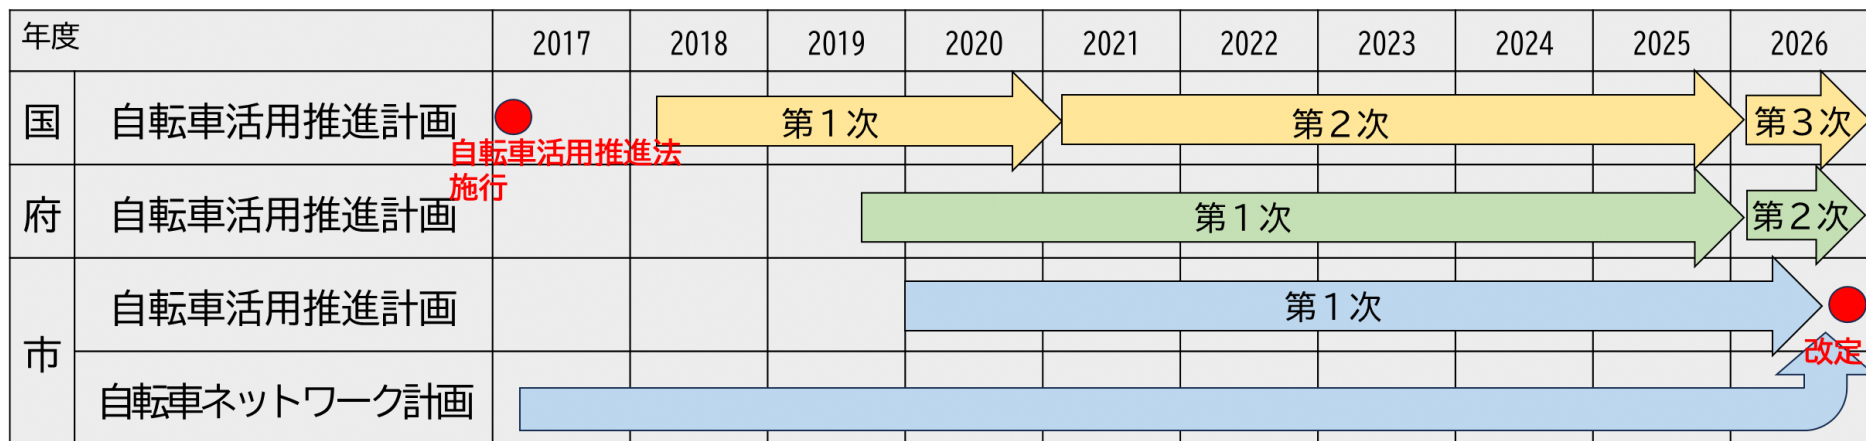 年度 2017 2018 2019 2020 2021 2022 2023 2024 2025 2026
国 自転車活用推進計画 第１次 第２次 第３次
自転車活用推進法
施行
府 自転車活用推進計画 第１次 第２次
市 自転車活用推進計画 第１次
改定
自転車ネットワーク計画